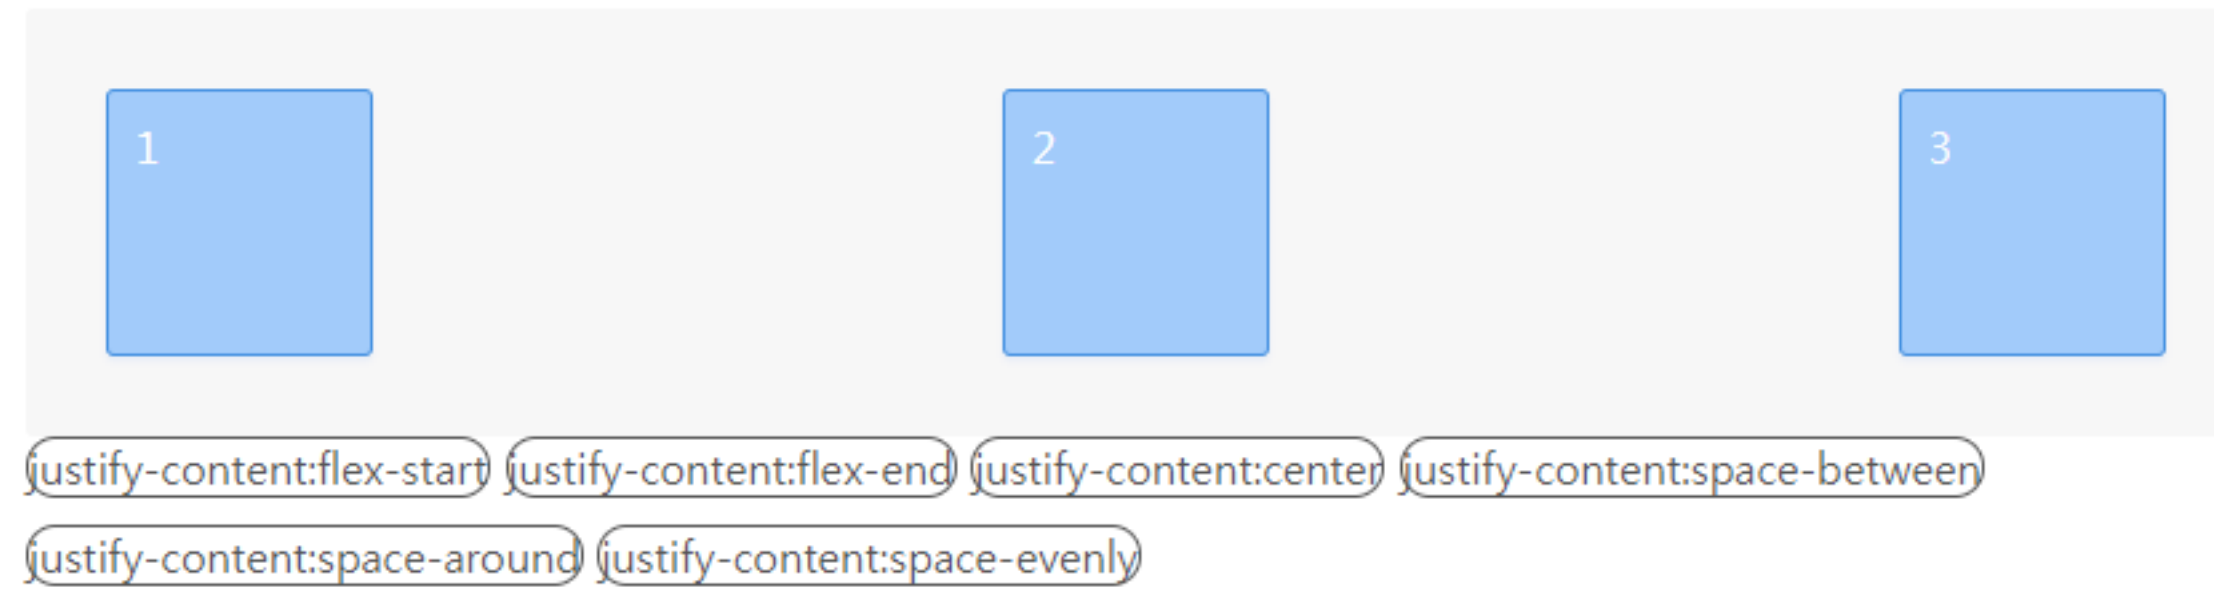 1 2 3
justify-content:flex-start justify-content:flex-end justify-content:center justify-content:space-between
justify-content:space-around justify-content:space-evenly